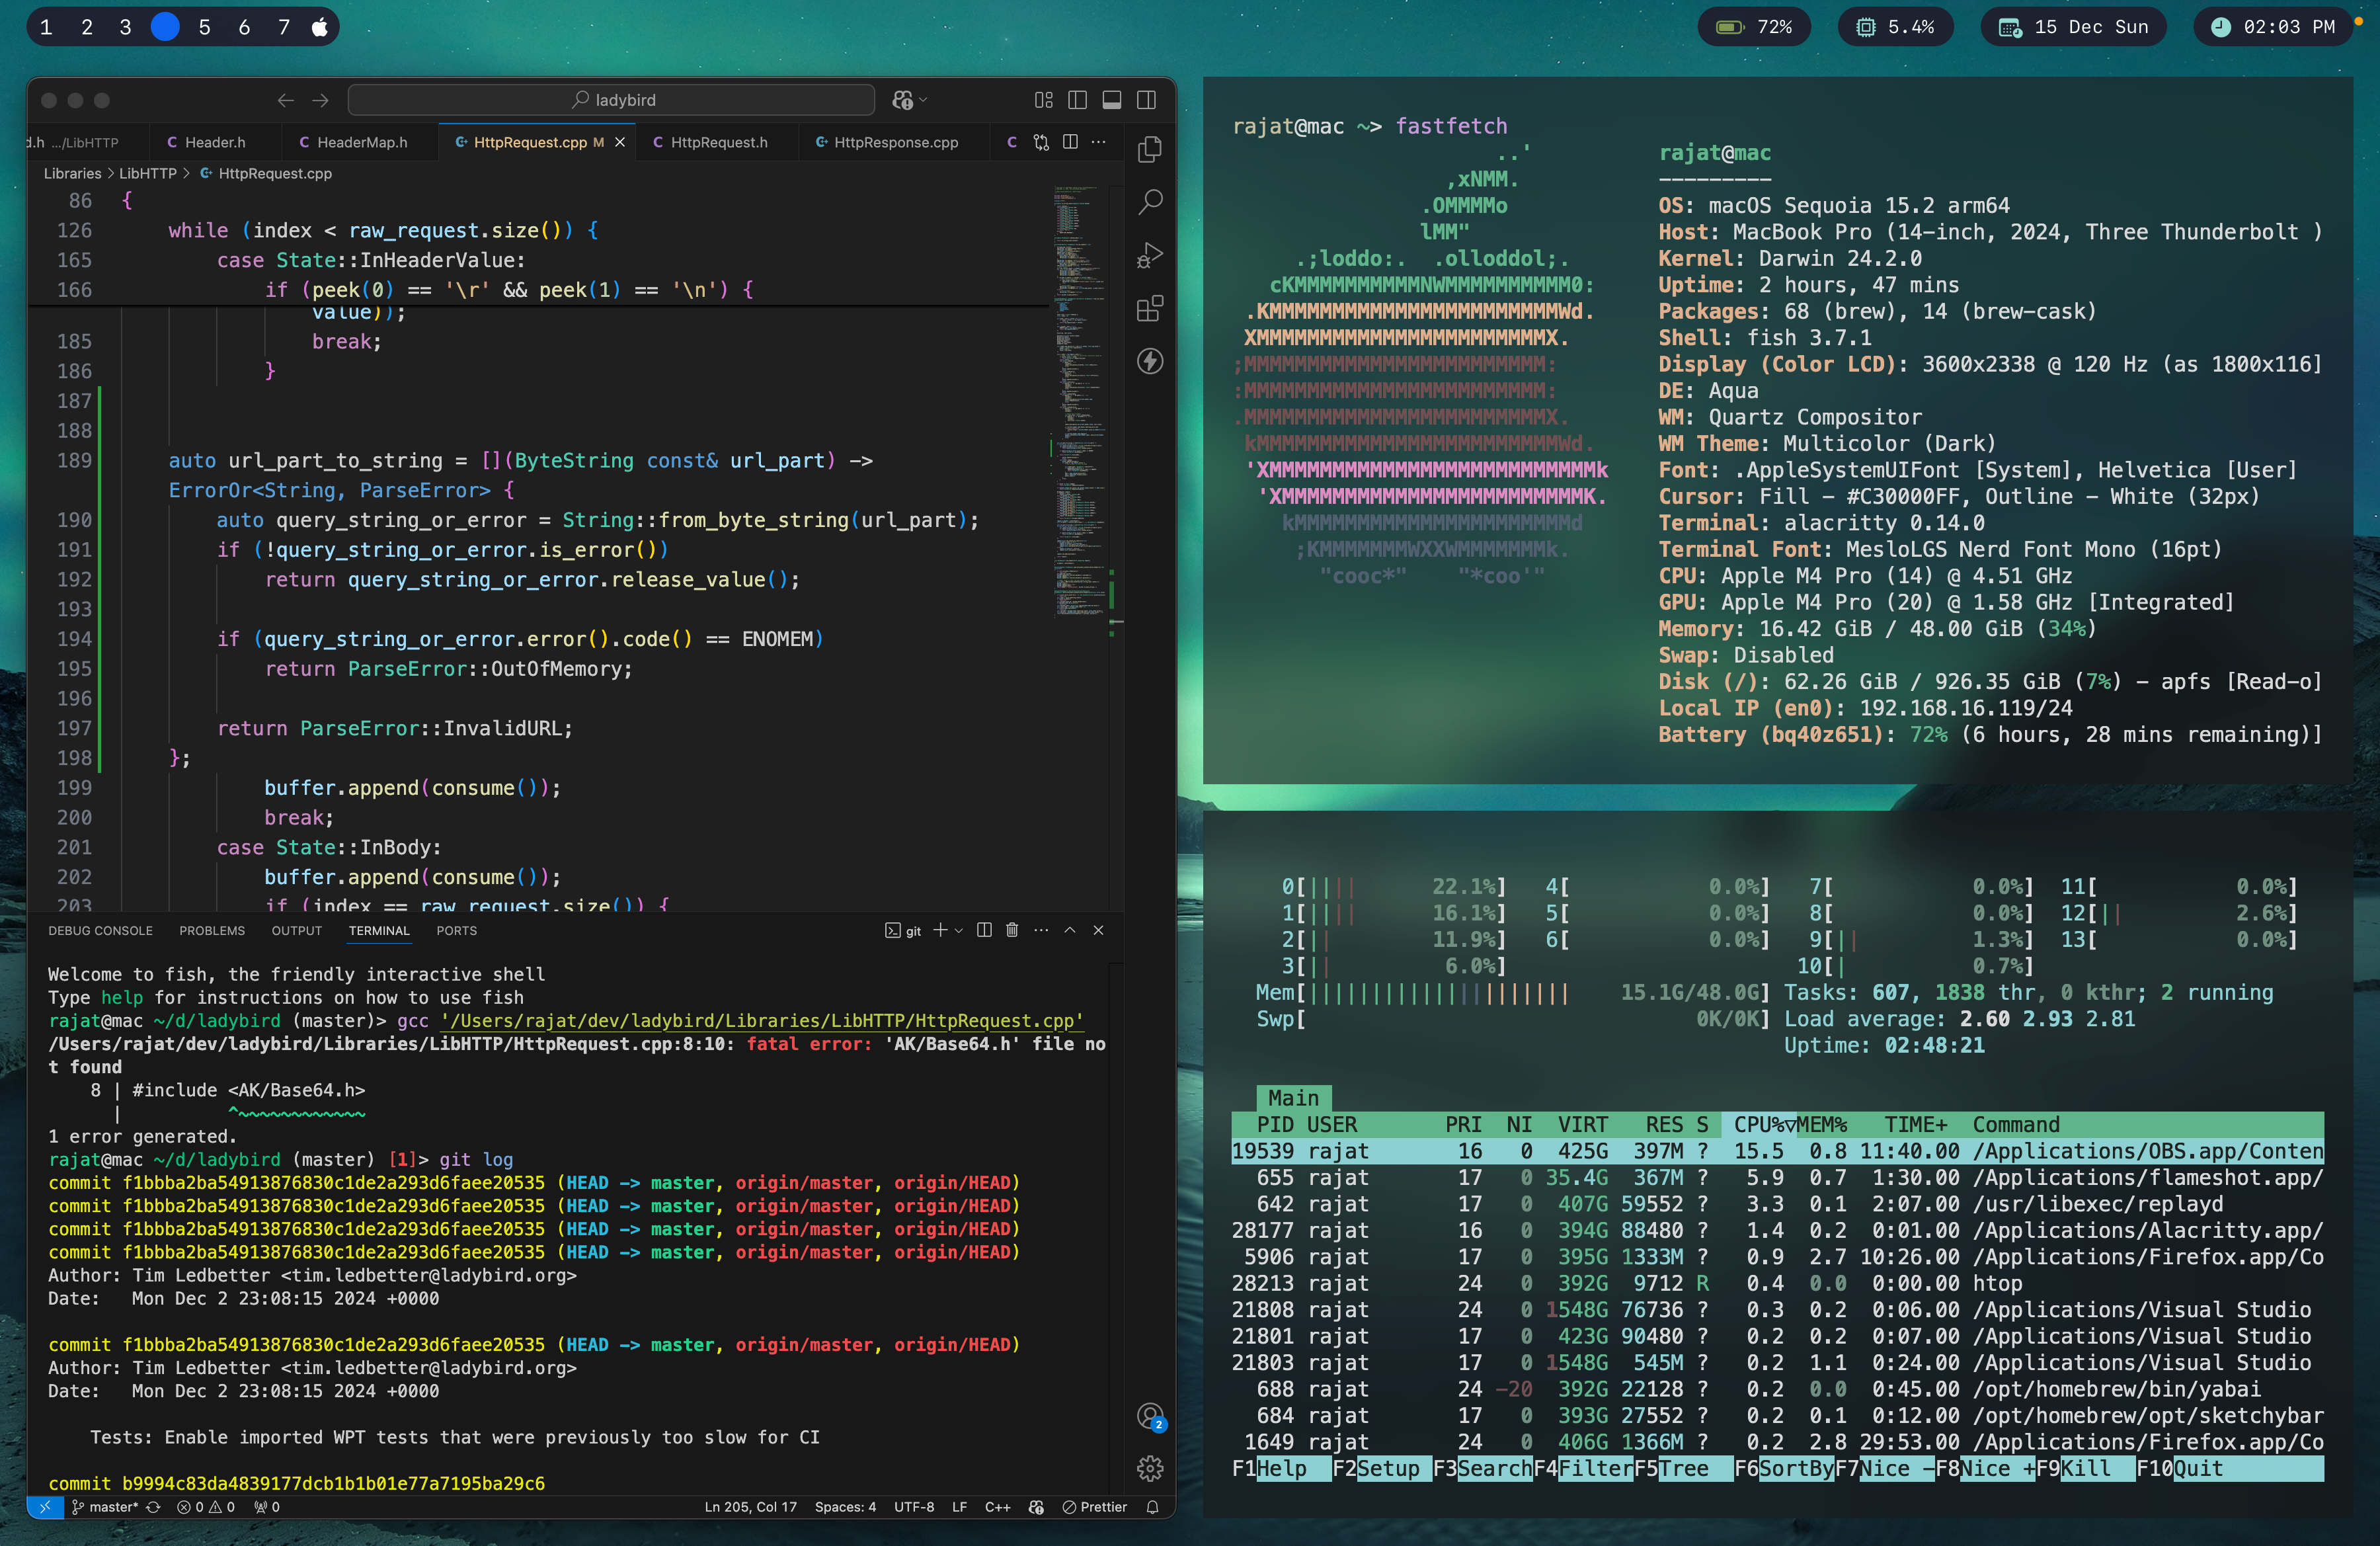 1 2 3 5 6 7
72%
5.4%
15 Dec Sun
02:03 PM
ladybird
d.h .../LibHTTP
C Header.h
C HeaderMap.h
HttpRequest.cpp M
C HttpRequest.h
HttpResponse.cpp
C
Libraries > LibHTTP > HttpRequest.cpp
86 {
126 while (index < raw_request.size()) {
165 case State::InHeaderValue:
166 if (peek(0) == '\r' && peek(1) == '\n') {
value));
185 break;
186 }
187
188
189 auto url_part_to_string = [](ByteString const& url_part) ->
ErrorOr<String, ParseError> {
190 auto query_string_or_error = String::from_byte_string(url_part);
191 if (!query_string_or_error.is_error())
192 return query_string_or_error.release_value();
193
194 if (query_string_or_error.error().code() == ENOMEM)
195 return ParseError::OutOfMemory;
196
197 return ParseError::InvalidURL;
198 };
199 buffer.append(consume());
200 break;
201 case State::InBody:
202 buffer.append(consume());
203 if (index == raw_request.size()) {
DEBUG CONSOLE PROBLEMS OUTPUT TERMINAL PORTS
git
Welcome to fish, the friendly interactive shell
Type help for instructions on how to use fish
rajat@mac ~/d/ladybird (master)> gcc '/Users/rajat/dev/ladybird/Libraries/LibHTTP/HttpRequest.cpp'
/Users/rajat/dev/ladybird/Libraries/LibHTTP/HttpRequest.cpp:8:10: fatal error: 'AK/Base64.h' file no
t found
8 | #include <AK/Base64.h>
| ^~~~~~~~~~~~~
1 error generated.
rajat@mac ~/d/ladybird (master) [1]> git log
commit f1bbba2ba54913876830c1de2a293d6faee20535 (HEAD -> master, origin/master, origin/HEAD)
commit f1bbba2ba54913876830c1de2a293d6faee20535 (HEAD -> master, origin/master, origin/HEAD)
commit f1bbba2ba54913876830c1de2a293d6faee20535 (HEAD -> master, origin/master, origin/HEAD)
commit f1bbba2ba54913876830c1de2a293d6faee20535 (HEAD -> master, origin/master, origin/HEAD)
Author: Tim Ledbetter <tim.ledbetter@ladybird.org>
Date: Mon Dec 2 23:08:15 2024 +0000
commit f1bbba2ba54913876830c1de2a293d6faee20535 (HEAD -> master, origin/master, origin/HEAD)
Author: Tim Ledbetter <tim.ledbetter@ladybird.org>
Date: Mon Dec 2 23:08:15 2024 +0000
Tests: Enable imported WPT tests that were previously too slow for CI
commit b9994c83da4839177dcb1b1b01e77a7195ba29c6
2
master* 0 0 0
Ln 205, Col 17 Spaces: 4 UTF-8 LF C++ Prettier
rajat@mac ~> fastfetch
..'
,xNMM.
.OMMMMo
lMM"
.;loddo:. .olloddol;.
cKMMMMMMMMMMNWMMMMMMMMMM0:
.KMMMMMMMMMMMMMMMMMMMMMMMWd.
XMMMMMMMMMMMMMMMMMMMMMMMX.
;MMMMMMMMMMMMMMMMMMMMMMMM:
:MMMMMMMMMMMMMMMMMMMMMMMM:
.MMMMMMMMMMMMMMMMMMMMMMMMX.
kMMMMMMMMMMMMMMMMMMMMMMMMWd.
'XMMMMMMMMMMMMMMMMMMMMMMMMMMk
'XMMMMMMMMMMMMMMMMMMMMMMMMK.
kMMMMMMMMMMMMMMMMMMMMMMd
;KMMMMMMMWXXWMMMMMMMk.
"cooc*" "*coo'"
rajat@mac
---------
OS: macOS Sequoia 15.2 arm64
Host: MacBook Pro (14-inch, 2024, Three Thunderbolt )
Kernel: Darwin 24.2.0
Uptime: 2 hours, 47 mins
Packages: 68 (brew), 14 (brew-cask)
Shell: fish 3.7.1
Display (Color LCD): 3600x2338 @ 120 Hz (as 1800x116]
DE: Aqua
WM: Quartz Compositor
WM Theme: Multicolor (Dark)
Font: .AppleSystemUIFont [System], Helvetica [User]
Cursor: Fill - #C30000FF, Outline - White (32px)
Terminal: alacritty 0.14.0
Terminal Font: MesloLGS Nerd Font Mono (16pt)
CPU: Apple M4 Pro (14) @ 4.51 GHz
GPU: Apple M4 Pro (20) @ 1.58 GHz [Integrated]
Memory: 16.42 GiB / 48.00 GiB (34%)
Swap: Disabled
Disk (/): 62.26 GiB / 926.35 GiB (7%) - apfs [Read-o]
Local IP (en0): 192.168.16.119/24
Battery (bq40z651): 72% (6 hours, 28 mins remaining)]
0[|||| 22.1%] 4[ 0.0%] 7[ 0.0%] 11[ 0.0%]
1[|||| 16.1%] 5[ 0.0%] 8[ 0.0%] 12[|| 2.6%]
2[|| 11.9%] 6[ 0.0%] 9[|| 1.3%] 13[ 0.0%]
3[|| 6.0%] 10[| 0.7%]
Mem[||||||||||||||||||||| 15.1G/48.0G] Tasks: 607, 1838 thr, 0 kthr; 2 running
Swp[ 0K/0K] Load average: 2.60 2.93 2.81
Uptime: 02:48:21
Main
PID USER PRI NI VIRT RES S CPU%▽MEM% TIME+ Command
19539 rajat 16 0 425G 397M ? 15.5 0.8 11:40.00 /Applications/OBS.app/Conten
655 rajat 17 0 35.4G 367M ? 5.9 0.7 1:30.00 /Applications/flameshot.app/
642 rajat 17 0 407G 59552 ? 3.3 0.1 2:07.00 /usr/libexec/replayd
28177 rajat 16 0 394G 88480 ? 1.4 0.2 0:01.00 /Applications/Alacritty.app/
5906 rajat 17 0 395G 1333M ? 0.9 2.7 10:26.00 /Applications/Firefox.app/Co
28213 rajat 24 0 392G 9712 R 0.4 0.0 0:00.00 htop
21808 rajat 24 0 1548G 76736 ? 0.3 0.2 0:06.00 /Applications/Visual Studio
21801 rajat 17 0 423G 90480 ? 0.2 0.2 0:07.00 /Applications/Visual Studio
21803 rajat 17 0 1548G 545M ? 0.2 1.1 0:24.00 /Applications/Visual Studio
688 rajat 24 -20 392G 22128 ? 0.2 0.0 0:45.00 /opt/homebrew/bin/yabai
684 rajat 17 0 393G 27552 ? 0.2 0.1 0:12.00 /opt/homebrew/opt/sketchybar
1649 rajat 24 0 406G 1366M ? 0.2 2.8 29:53.00 /Applications/Firefox.app/Co
F1Help F2Setup F3SearchF4FilterF5Tree F6SortByF7Nice -F8Nice +F9Kill F10Quit